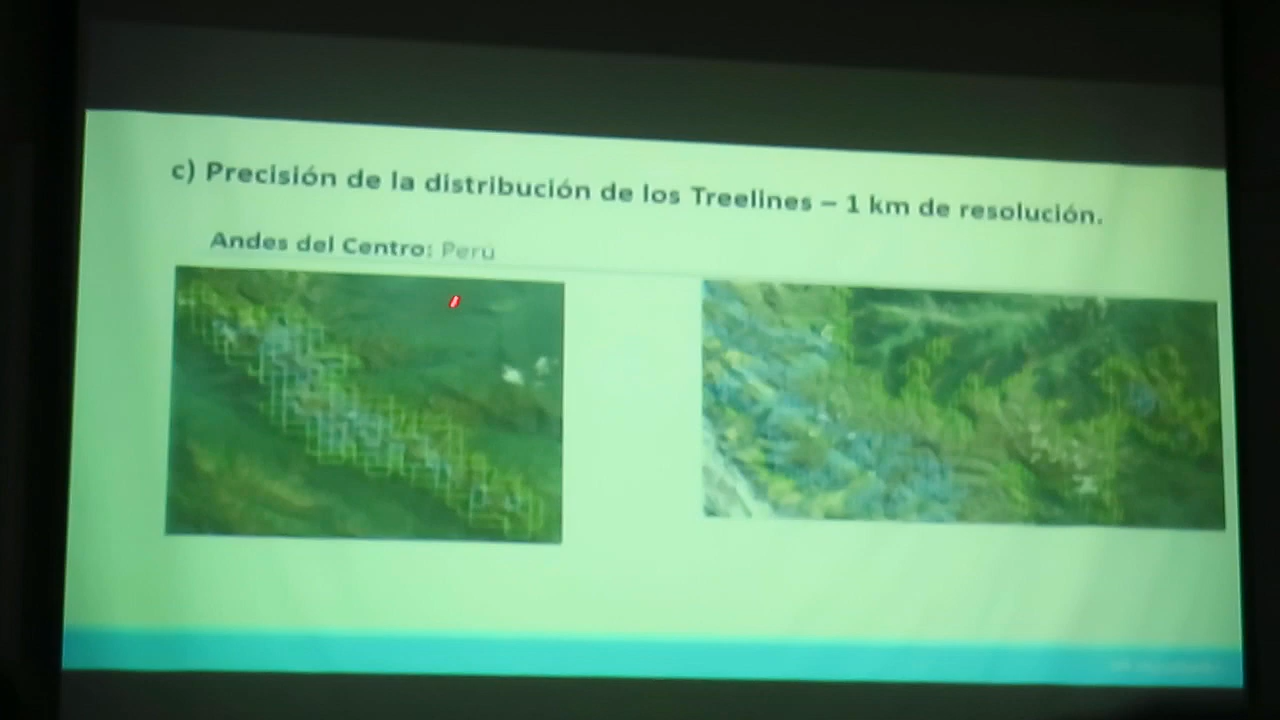 c) Precisión de la distribución de los Treelines – 1 km de resolución.
Andes del Centro: Perú